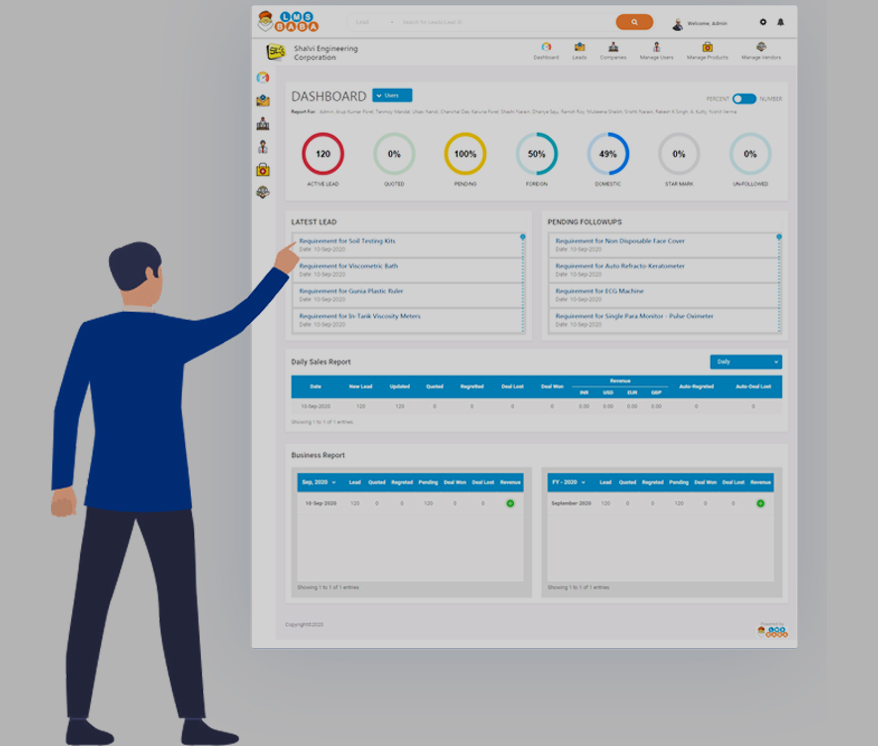 LMS
BABA
Lead
Search by Leads/Lead ID
Welcome, Admin
Shalvi Engineering
Corporation
Dashboard Leads Companies Manage Users Manage Products Manage Vendors
DASHBOARD Users
PERCENT NUMBER
Report For:
120 0% 100% 50% 49% 0% 0%
ACTIVE LEAD QUOTED PENDING FOREIGN DOMESTIC STAR MARK UN-FOLLOWED
LATEST LEAD
Requirement for Soil Testing Kits
Date: 10-Sep-2020
Requirement for Viscometric Bath
Date: 10-Sep-2020
Requirement for Gunia Plastic Ruler
Date: 10-Sep-2020
Requirement for In-Tank Viscosity Meters
Date: 10-Sep-2020
PENDING FOLLOWUPS
Requirement for Non Disposable Face Cover
Date: 10-Sep-2020
Requirement for Auto Refracto Keratometer
Date: 10-Sep-2020
Requirement for ECG Machine
Date: 10-Sep-2020
Requirement for Single Para Monitor - Pulse Oximeter
Date: 10-Sep-2020
Daily Sales Report
Daily
Revenue
Date New Lead Updated Quoted Regretted Deal Lost Deal Won INR USD EUR GBP Auto-Regreted Auto-Deal Lost
10-Sep-2020 120 120 0 0 0 0 0.00 0.00 0.00 0.00 0 0
Showing 1 to 1 of 1 entries
Business Report
Sep, 2020 Lead Quoted Regreted Pending Deal Won Deal Lost Revenue
10-Sep-2020 120 0 0 120 0 0
Showing 1 to 1 of 1 entries
FY - 2020 Lead Quoted Regreted Pending Deal Won Deal Lost Revenue
September-2020 120 0 0 120 0 0
Showing 1 to 1 of 1 entries
Copyright©2020
Powered by
LMS
BABA